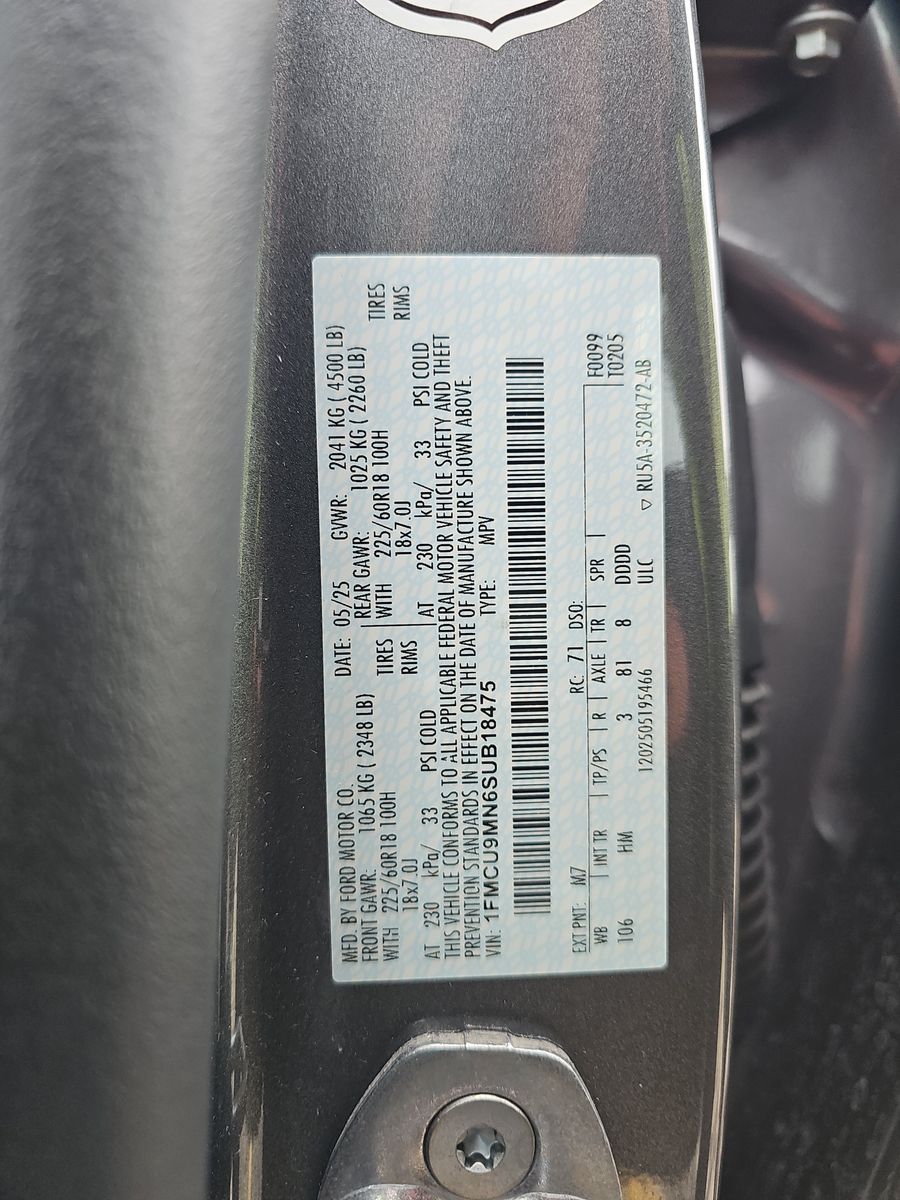 MFD. BY FORD MOTOR CO. DATE: 05/25 GVWR: 2041 KG ( 4500 LB)
FRONT GAWR: 1065 KG ( 2348 LB) REAR GAWR: 1025 KG ( 2260 LB)
WITH 225/60R18 100H TIRES WITH 225/60R18 100H TIRES
18x7.0J RIMS 18x7.0J RIMS
AT 230 kPa/ 33 PSI COLD AT 230 kPa/ 33 PSI COLD
THIS VEHICLE CONFORMS TO ALL APPLICABLE FEDERAL MOTOR VEHICLE SAFETY AND THEFT
PREVENTION STANDARDS IN EFFECT ON THE DATE OF MANUFACTURE SHOWN ABOVE.
VIN: 1FMCU9MN6SUB18475 TYPE: MPV
EXT PNT: M7 RC: 71 DSO:
WB INT TR TP/PS R AXLE TR SPR F0099
106 HM 3 81 8 DDDD T0205
1202505195466 ULC ▽ RU5A-3520472-AB